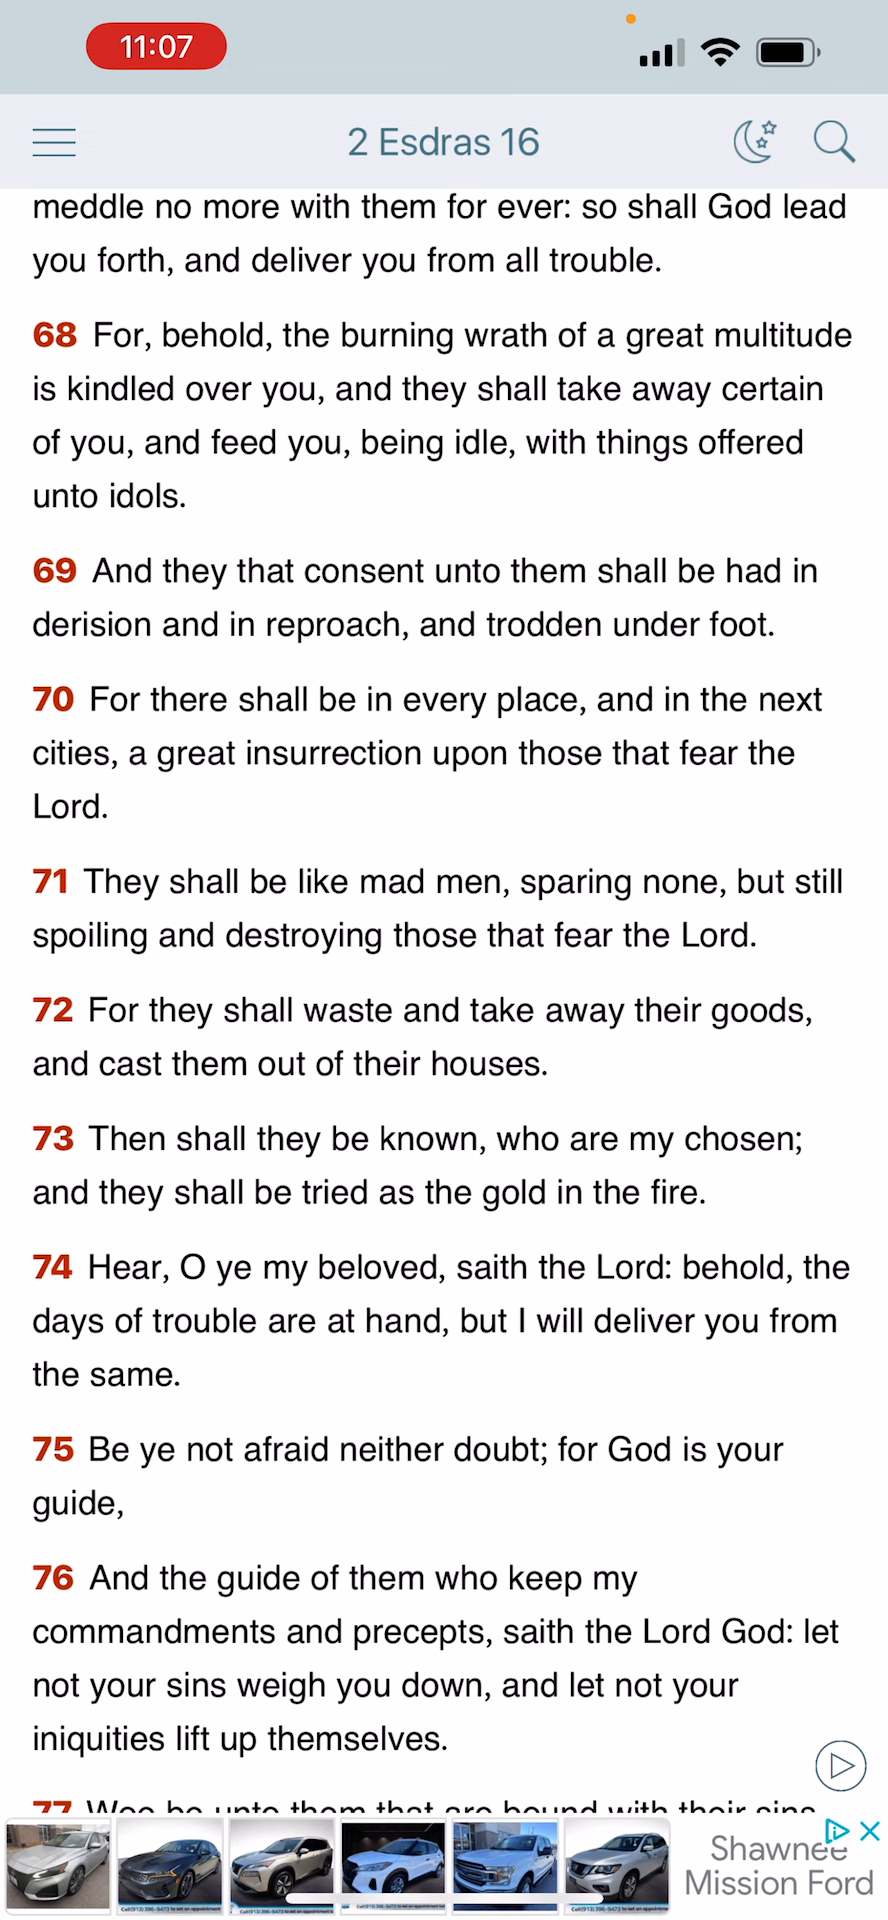 11:07
2 Esdras 16
meddle no more with them for ever: so shall God lead
you forth, and deliver you from all trouble.
68 For, behold, the burning wrath of a great multitude
is kindled over you, and they shall take away certain
of you, and feed you, being idle, with things offered
unto idols.
69 And they that consent unto them shall be had in
derision and in reproach, and trodden under foot.
70 For there shall be in every place, and in the next
cities, a great insurrection upon those that fear the
Lord.
71 They shall be like mad men, sparing none, but still
spoiling and destroying those that fear the Lord.
72 For they shall waste and take away their goods,
and cast them out of their houses.
73 Then shall they be known, who are my chosen;
and they shall be tried as the gold in the fire.
74 Hear, O ye my beloved, saith the Lord: behold, the
days of trouble are at hand, but I will deliver you from
the same.
75 Be ye not afraid neither doubt; for God is your
guide,
76 And the guide of them who keep my
commandments and precepts, saith the Lord God: let
not your sins weigh you down, and let not your
iniquities lift up themselves.
77 Woe be unto them that are bound with their sins
Shawnee
Mission Ford